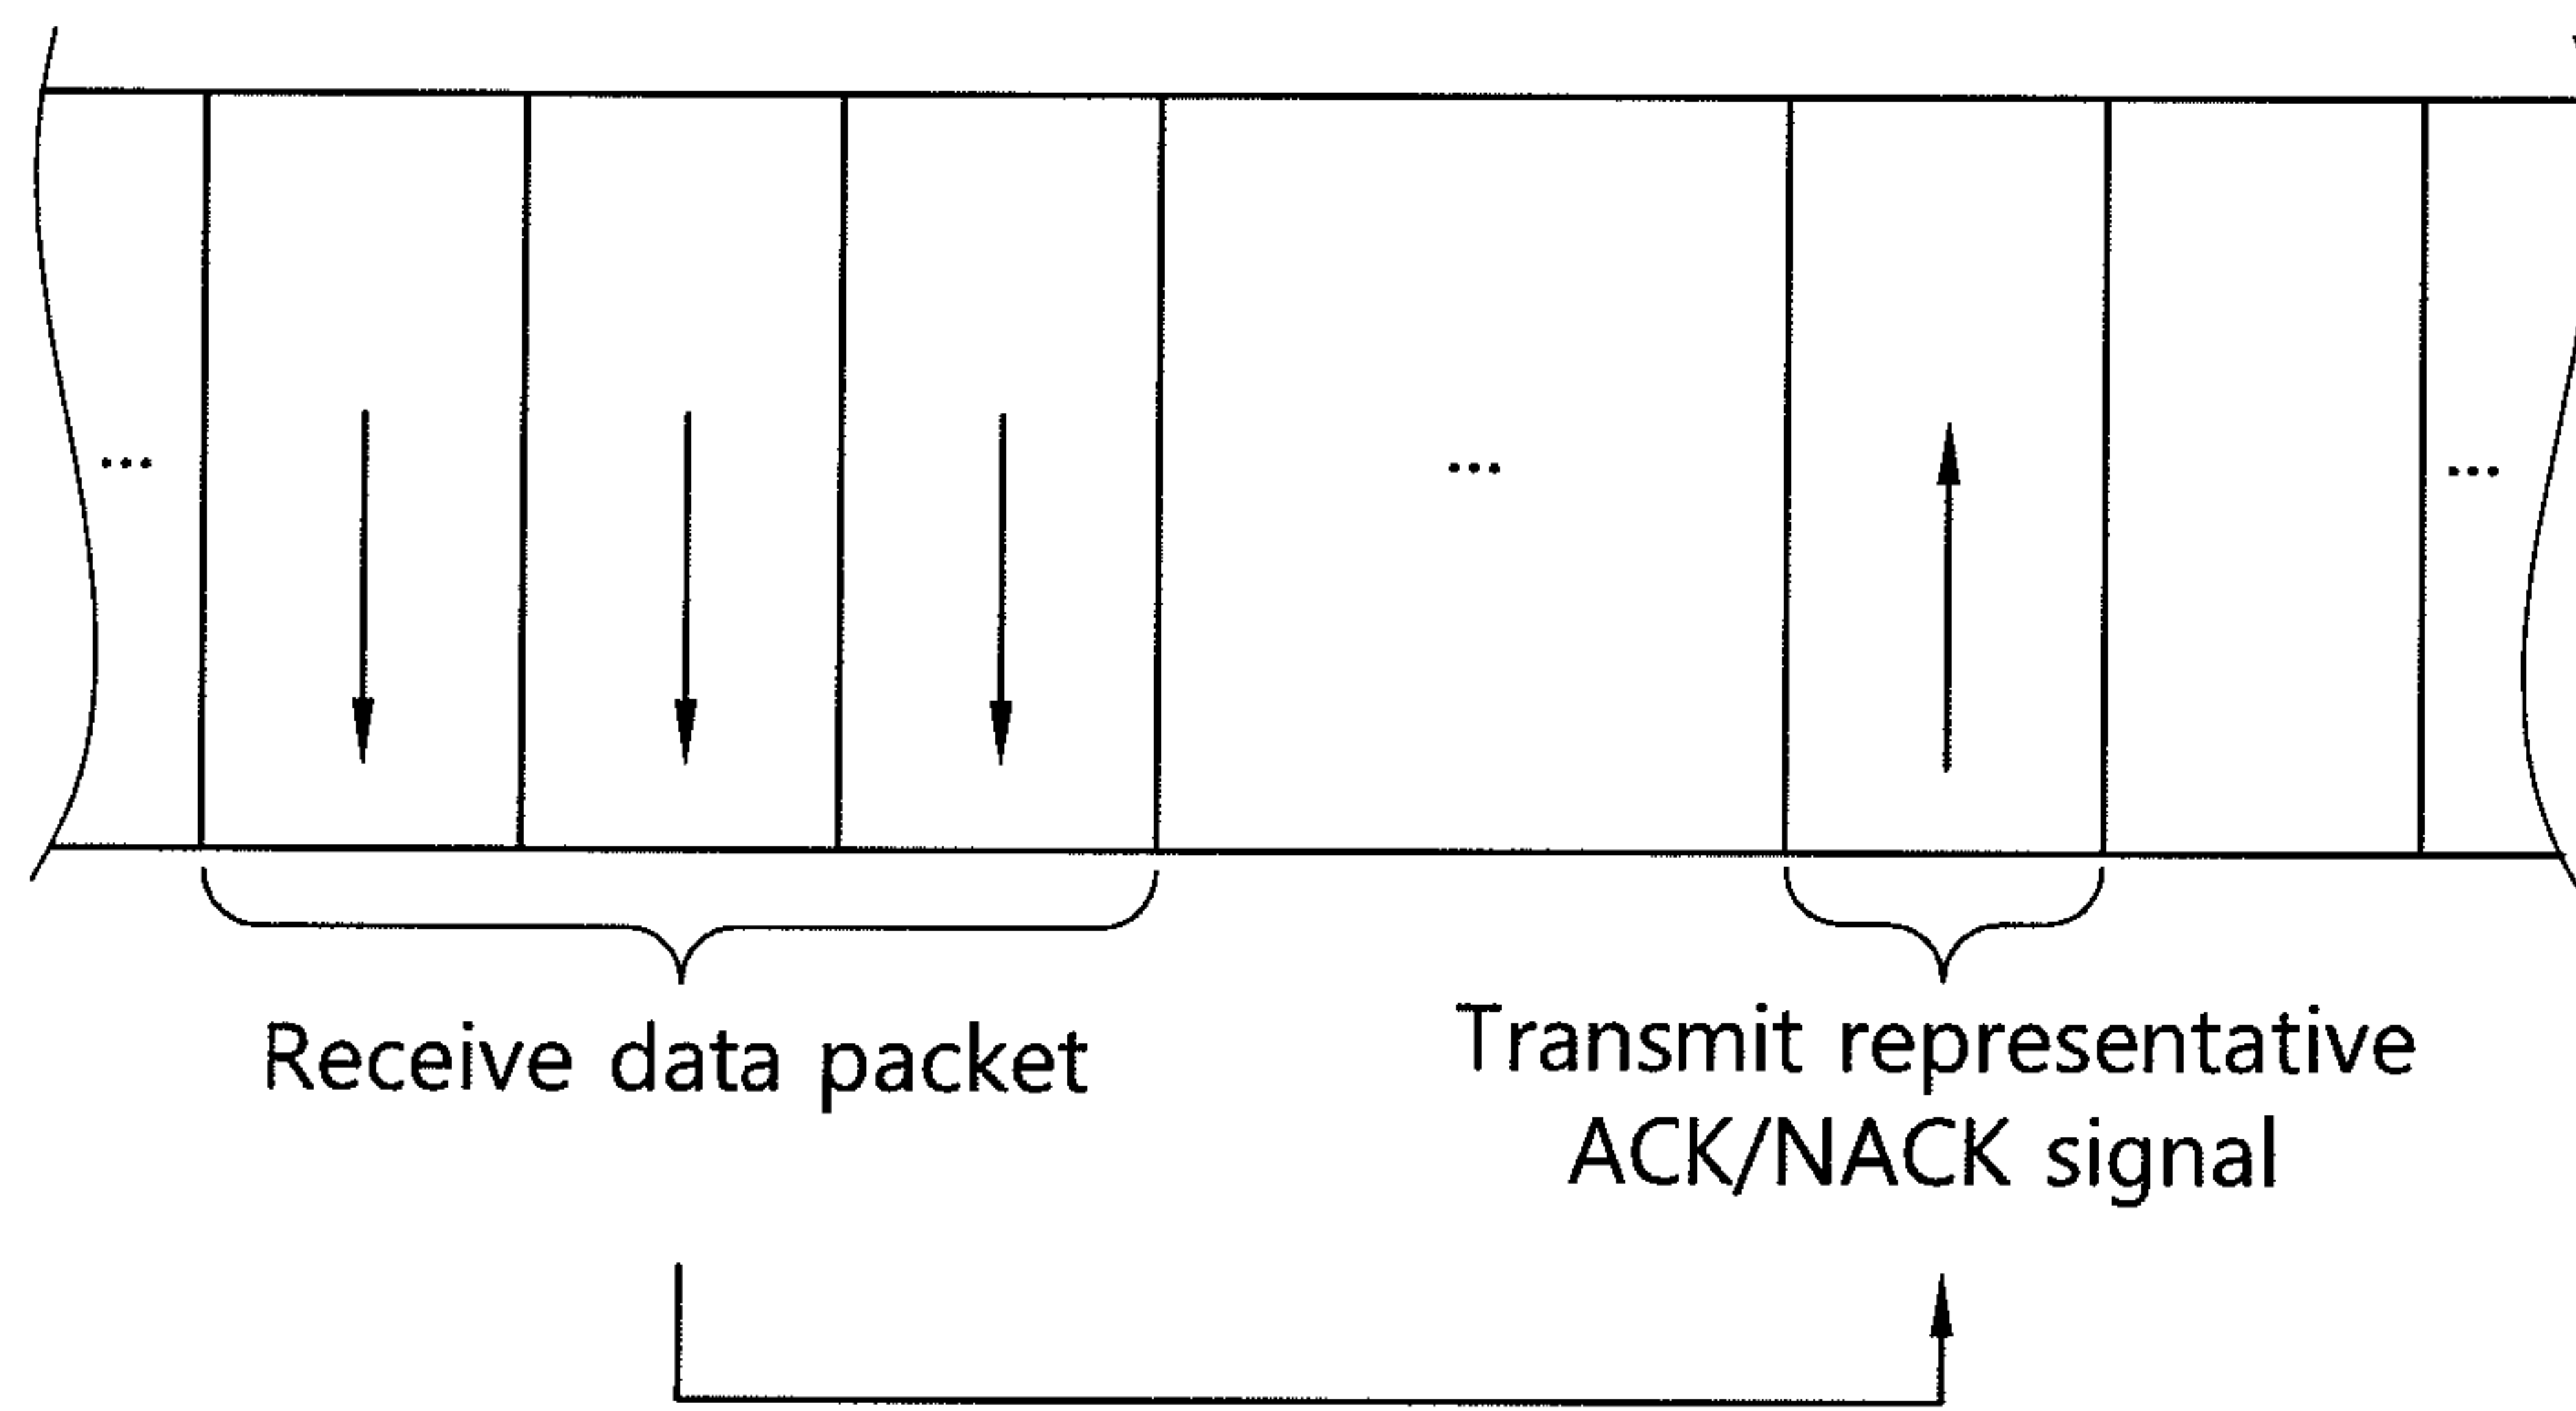 ... ... ...
Receive data packet
Transmit representative
ACK/NACK signal